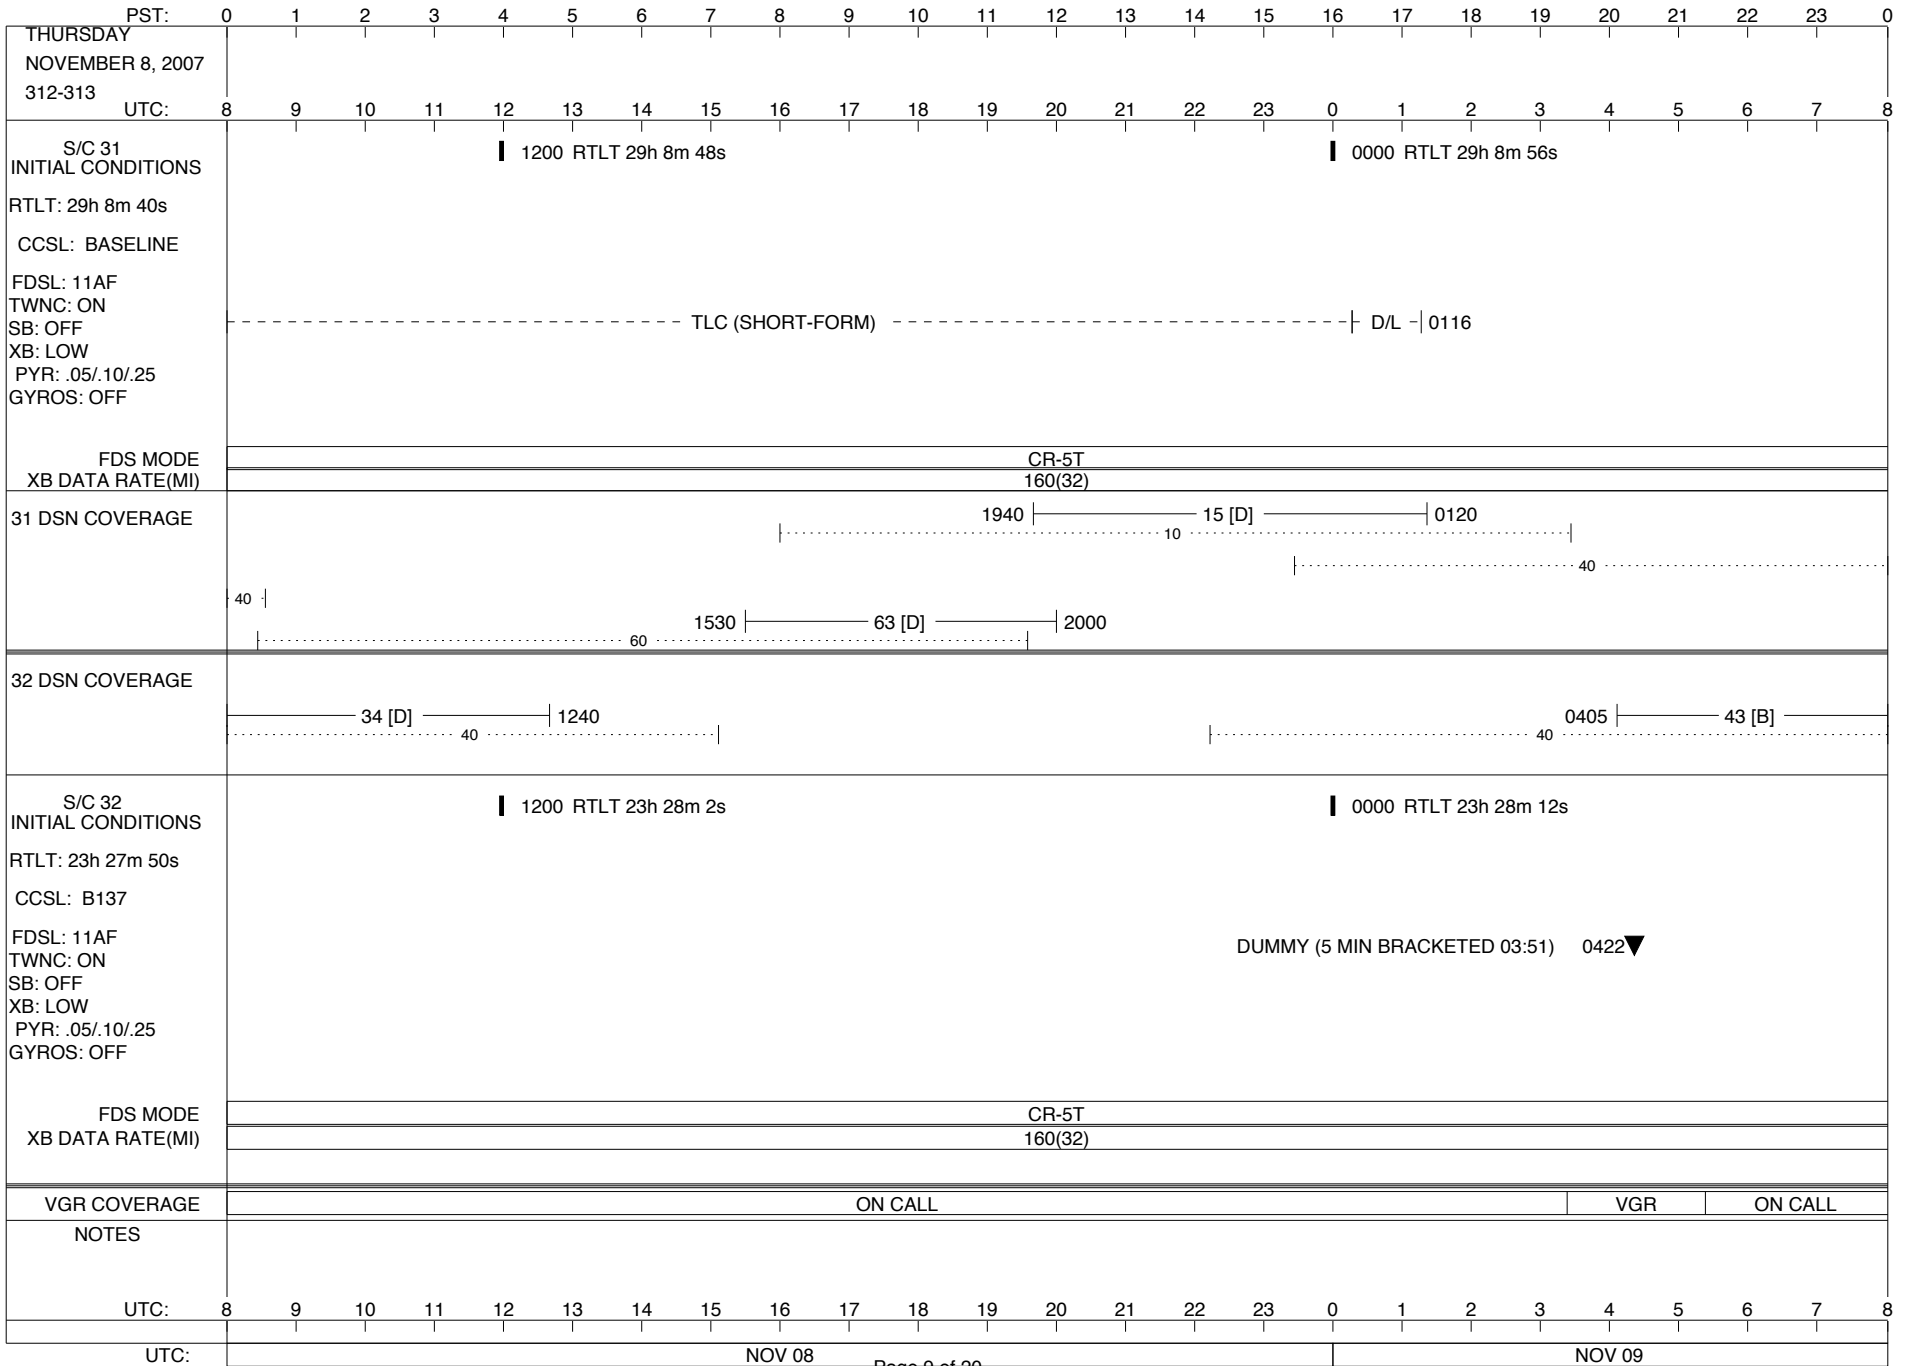 PST: 0 1 2 3 4 5 6 7 8 9 10 11 12 13 14 15 16 17 18 19 20 21 22 23 0
THURSDAY
NOVEMBER 8, 2007
312-313
UTC: 8 9 10 11 12 13 14 15 16 17 18 19 20 21 22 23 0 1 2 3 4 5 6 7 8
S/C 31
INITIAL CONDITIONS
1200 RTLT 29h 8m 48s 0000 RTLT 29h 8m 56s
RTLT: 29h 8m 40s
CCSL: BASELINE
FDSL: 11AF
TWNC: ON
SB: OFF
TLC (SHORT-FORM) D/L 0116
XB: LOW
PYR: .05/.10/.25
GYROS: OFF
FDS MODE CR-5T
XB DATA RATE(MI) 160(32)
31 DSN COVERAGE 1940 15 [D] 0120
10
40
40
1530 63 [D] 2000
60
32 DSN COVERAGE
34 [D] 1240 0405 43 [B]
40 40
S/C 32
INITIAL CONDITIONS
1200 RTLT 23h 28m 2s 0000 RTLT 23h 28m 12s
RTLT: 23h 27m 50s
CCSL: B137
FDSL: 11AF
DUMMY (5 MIN BRACKETED 03:51) 0422
TWNC: ON
SB: OFF
XB: LOW
PYR: .05/.10/.25
GYROS: OFF
FDS MODE CR-5T
XB DATA RATE(MI) 160(32)
VGR COVERAGE ON CALL VGR ON CALL
NOTES
UTC: 8 9 10 11 12 13 14 15 16 17 18 19 20 21 22 23 0 1 2 3 4 5 6 7 8
UTC: NOV 08 NOV 09